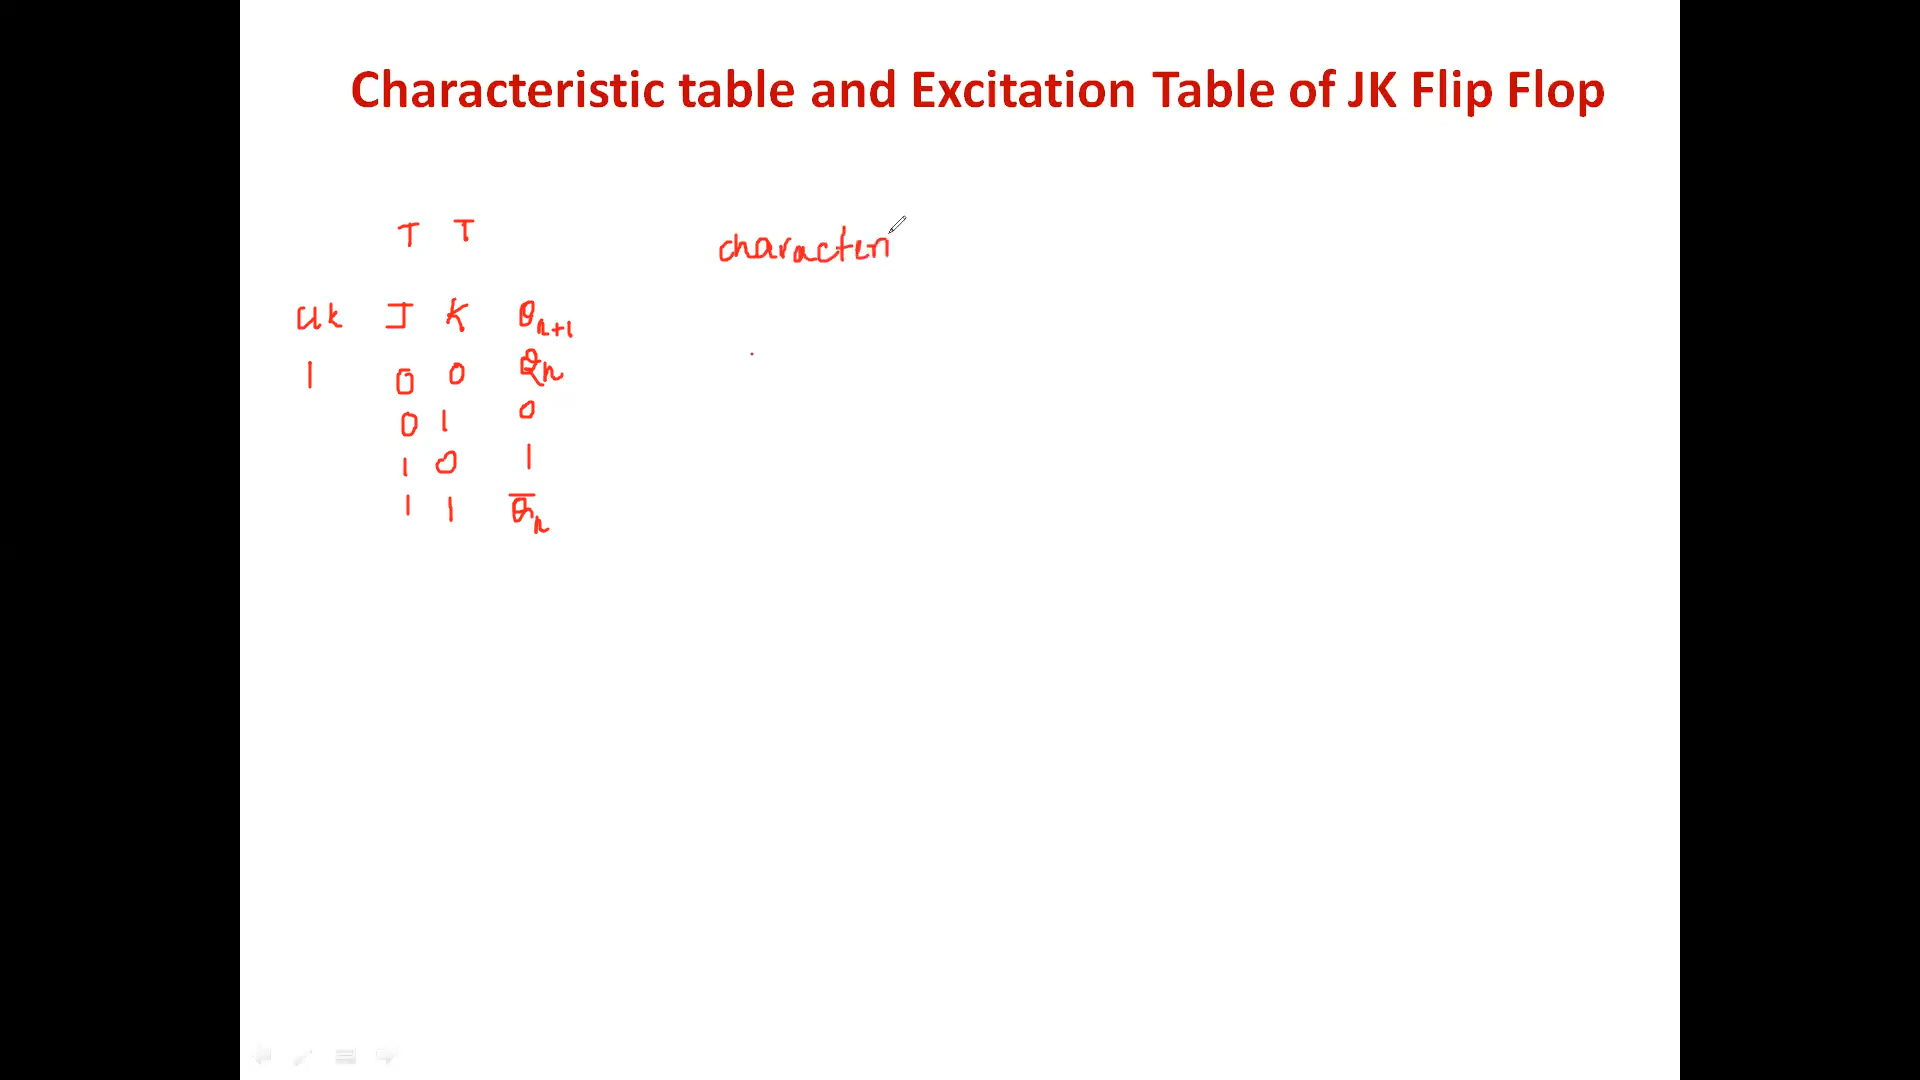 Characteristic table and Excitation Table of JK Flip Flop
T T
characteri
Clk J K Qn+1
1 0 0 Qn
0 1 0
1 0 1
1 1 Q̅n